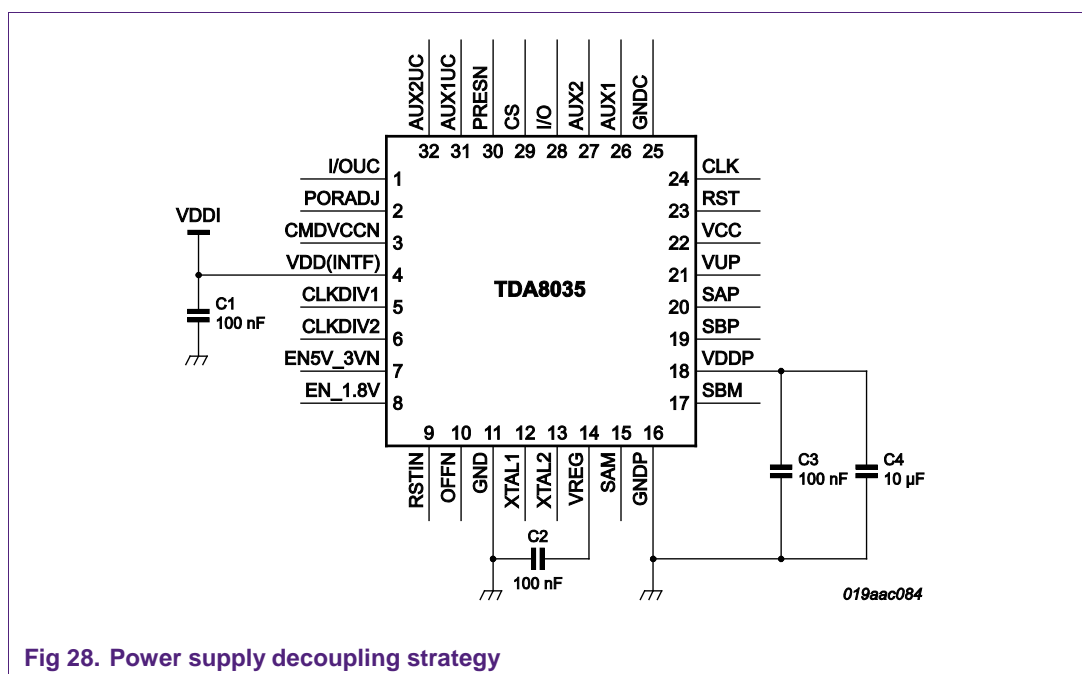 AUX2UC
AUX1UC
PRESN
CS
I/O
AUX2
AUX1
GNDC
32 31 30 29 28 27 26 25
I/OUC 1
PORADJ 2
CMDVCCN 3
VDD(INTF) 4
CLKDIV1 5
CLKDIV2 6
EN5V_3VN 7
EN_1.8V 8
VDDI
C1
100 nF
TDA8035
24 CLK
23 RST
22 VCC
21 VUP
20 SAP
19 SBP
18 VDDP
17 SBM
9 10 11 12 13 14 15 16
RSTIN
OFFN
GND
XTAL1
XTAL2
VREG
SAM
GNDP
C2
100 nF
C3
100 nF
C4
10 µF
019aac084
Fig 28. Power supply decoupling strategy